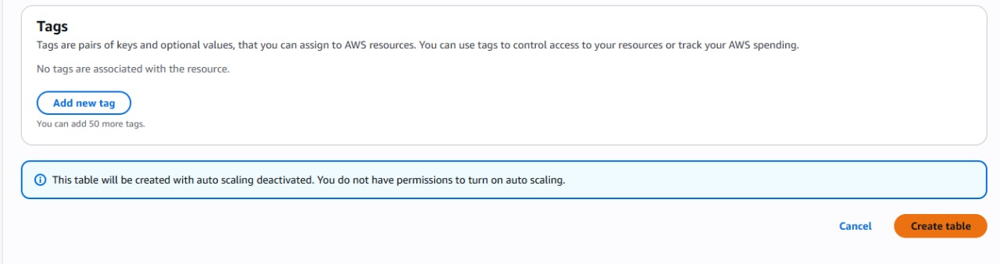 Tags
Tags are pairs of keys and optional values, that you can assign to AWS resources. You can use tags to control access to your resources or track your AWS spending.
No tags are associated with the resource.
Add new tag
You can add 50 more tags.
This table will be created with auto scaling deactivated. You do not have permissions to turn on auto scaling.
Cancel
Create table